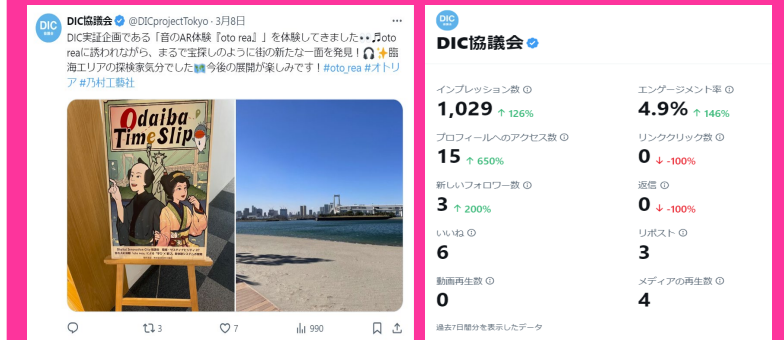 DIC
協議会
DIC協議会 @DICprojectTokyo · 3月8日
DIC実証企画である「音のAR体験『oto rea』」を体験してきました👀🎵oto
reaに誘われながら、まるで宝探しのように街の新たな一面を発見！🎧✨臨
海エリアの探検家気分でした🗺️今後の展開が楽しみです！#oto_rea #オトリ
ア #乃村工藝社
Odaiba
Time Slip
3
7
990
DIC
協議会
DIC協議会
インプレッション数
1,029 ↑ 126%
エンゲージメント率
4.9% ↑ 146%
プロフィールへのアクセス数
15 ↑ 650%
リンククリック数
0 ↓ -100%
新しいフォロワー数
3 ↑ 200%
返信
0 ↓ -100%
いいね
6
リポスト
3
動画再生数
0
メディアの再生数
4
過去7日間分を表示したデータ